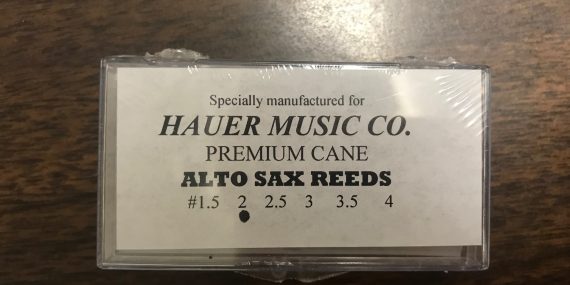 Specially manufactured for
HAUER MUSIC CO.
PREMIUM CANE
ALTO SAX REEDS
#1.5 2 2.5 3 3.5 4